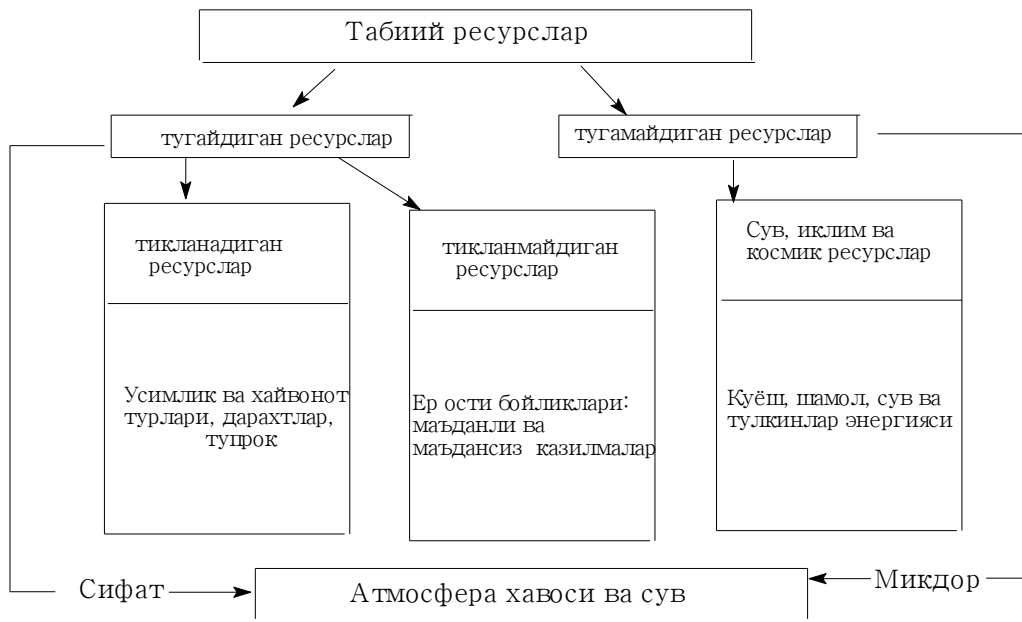 Табиий ресурслар
тугайдиган ресурслар
тугамайдиган ресурслар
тикланадиган
ресурслар
тикланмайдиган
ресурслар
Сув, иклим ва
космик ресурслар
Усимлик ва хайвонот
турлари, дарахтлар,
тупрок
Ер ости бойликлари:
маъданли ва
маъдансиз казилмалар
Куёш, шамол, сув ва
тулкинлар энергияси
Сифат
Атмосфера хавоси ва сув
Микдор